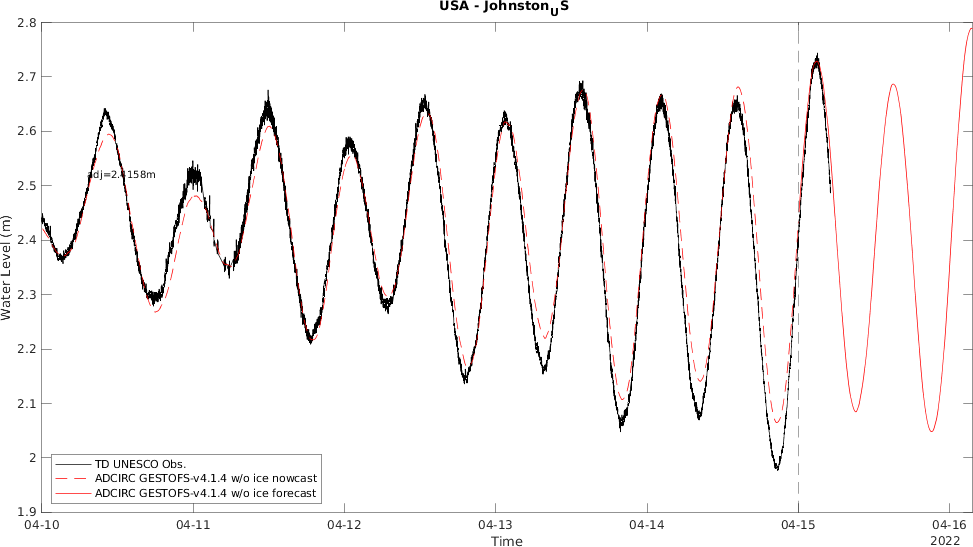 USA - Johnston_US
2.8
2.7
2.6
2.5
2.4
2.3
2.2
2.1
2
1.9
Water Level (m)
adj=2.4158m
TD UNESCO Obs.
ADCIRC GESTOFS-v4.1.4 w/o ice nowcast
ADCIRC GESTOFS-v4.1.4 w/o ice forecast
04-10 04-11 04-12 04-13 04-14 04-15 04-16
Time 2022